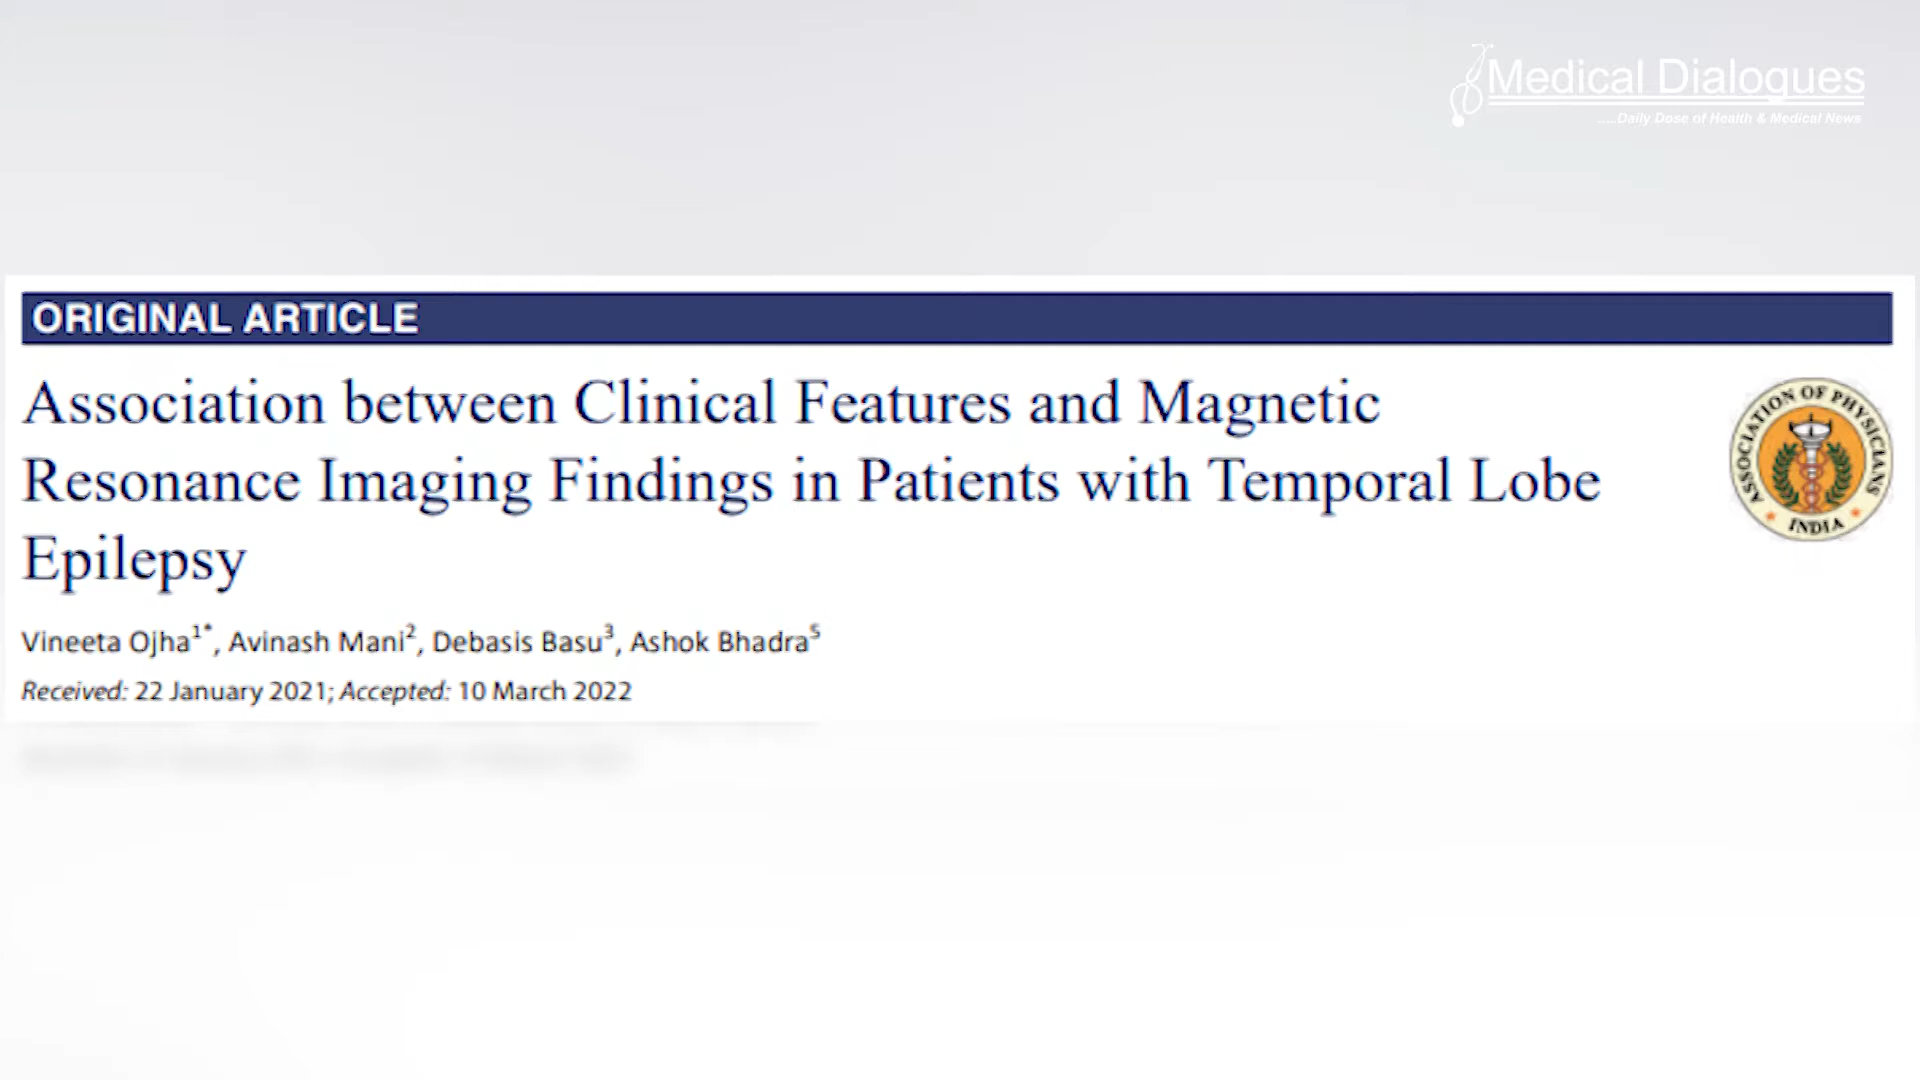 Medical Dialogues
.....Daily Dose of Health & Medical News
ORIGINAL ARTICLE
Association between Clinical Features and Magnetic
Resonance Imaging Findings in Patients with Temporal Lobe
Epilepsy
ASSOCIATION OF PHYSICIANS
INDIA
Vineeta Ojha1*, Avinash Mani2, Debasis Basu3, Ashok Bhadra5
Received: 22 January 2021; Accepted: 10 March 2022